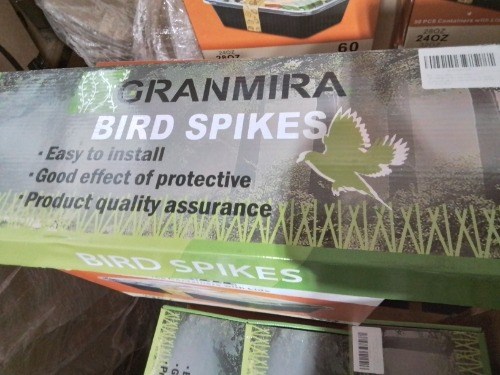 60
24OZ
GRANMIRA
BIRD SPIKES
• Easy to install
• Good effect of protective
• Product quality assurance
BIRD SPIKES